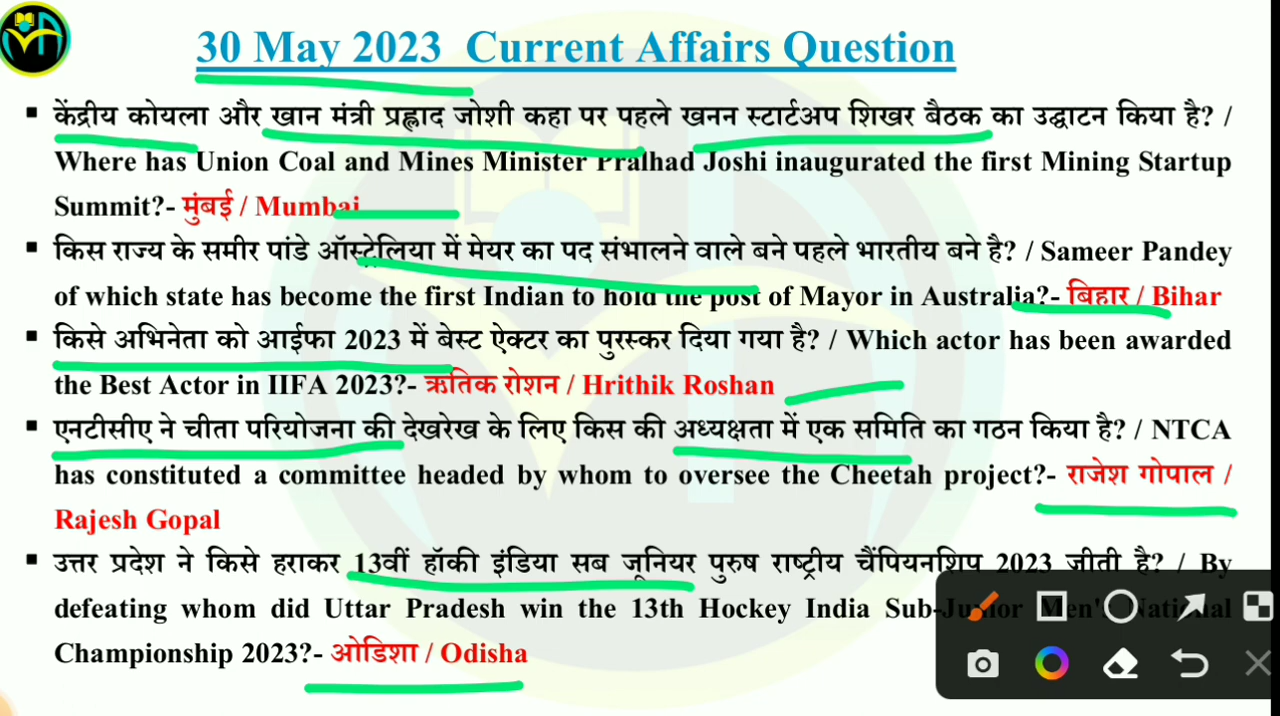 30 May 2023 Current Affairs Question
▪ केंद्रीय कोयला और खान मंत्री प्रह्लाद जोशी कहा पर पहले खनन स्टार्टअप शिखर बैठक का उद्घाटन किया है? /
Where has Union Coal and Mines Minister Pralhad Joshi inaugurated the first Mining Startup
Summit?- मुंबई / Mumbai
▪ किस राज्य के समीर पांडे ऑस्ट्रेलिया में मेयर का पद संभालने वाले बने पहले भारतीय बने है? / Sameer Pandey
of which state has become the first Indian to hold the post of Mayor in Australia?- बिहार / Bihar
▪ किसे अभिनेता को आईफा 2023 में बेस्ट ऐक्टर का पुरस्कार दिया गया है? / Which actor has been awarded
the Best Actor in IIFA 2023?- ऋतिक रोशन / Hrithik Roshan
▪ एनटीसीए ने चीता परियोजना की देखरेख के लिए किस की अध्यक्षता में एक समिति का गठन किया है? / NTCA
has constituted a committee headed by whom to oversee the Cheetah project?- राजेश गोपाल /
Rajesh Gopal
▪ उत्तर प्रदेश ने किसे हराकर 13वीं हॉकी इंडिया सब जूनियर पुरुष राष्ट्रीय चैंपियनशिप 2023 जीती है? / By
defeating whom did Uttar Pradesh win the 13th Hockey India Sub-Junior Men's National
Championship 2023?- ओडिशा / Odisha